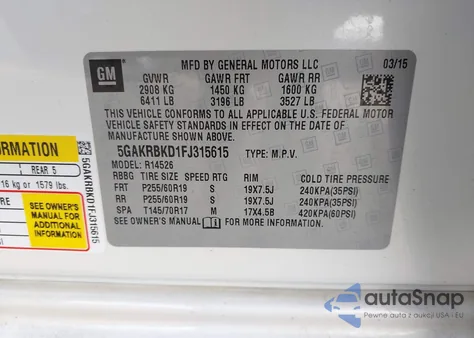 GM
MFD BY GENERAL MOTORS LLC 03/15
GVWR GAWR FRT GAWR RR
2908 KG 1450 KG 1600 KG
6411 LB 3196 LB 3527 LB
THIS VEHICLE CONFORMS TO ALL APPLICABLE U.S. FEDERAL MOTOR
VEHICLE SAFETY STANDARDS IN EFFECT ON THE DATE OF
MANUFACTURE SHOWN ABOVE.
5GAKRBKD1FJ315615 TYPE: M.P.V.
R14526
RBBG TIRE SIZE SPEED RTG RIM COLD TIRE PRESSURE
FRT P255/60R19 S 19X7.5J 240KPA(35PSI)
RR P255/60R19 S 19X7.5J 240KPA(35PSI)
SPA T145/70R17 M 17X4.5B 420KPA(60PSI)
SEE OWNER'S MANUAL FOR MORE INFORMATION.
REAR 5
16 kg or 1579 lbs.
SEE OWNER'S
MANUAL FOR
ADDITIONAL
INFORMATION
5GAKRBKD1FJ315615
autoSnap
Pewne auto z aukcji USA i EU